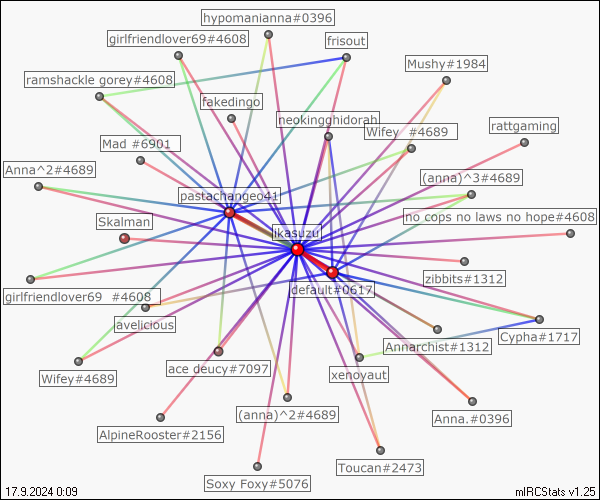 hypomanianna#0396
girlfriendlover69#4608
frisout
Mushy#1984
ramshackle gorey#4608
fakedingo
neokingghidorah
Wifey #4689
rattgaming
Mad #6901
Anna^2#4689
(anna)^3#4689
pastachangeo41
no cops no laws no hope#4608
Skalman
ikasuzu
zibbits#1312
default#0617
girlfriendlover69 #4608
avelicious
Cypha#1717
Annarchist#1312
ace deucy#7097
xenoyaut
Wifey#4689
(anna)^2#4689
Anna.#0396
AlpineRooster#2156
Toucan#2473
Soxy Foxy#5076
17.9.2024 0:09
mIRCStats v1.25